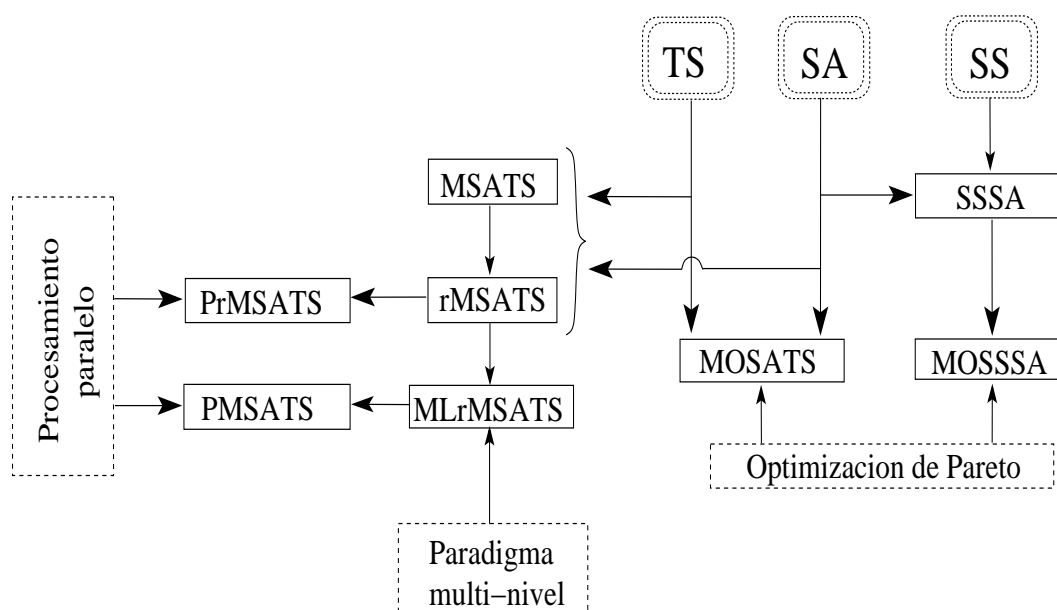 TS
SA
SS
MSATS
SSSA
PrMSATS
rMSATS
MOSATS
MOSSSA
PMSATS
MLrMSATS
Procesamiento
paralelo
Optimizacion de Pareto
Paradigma
multi−nivel